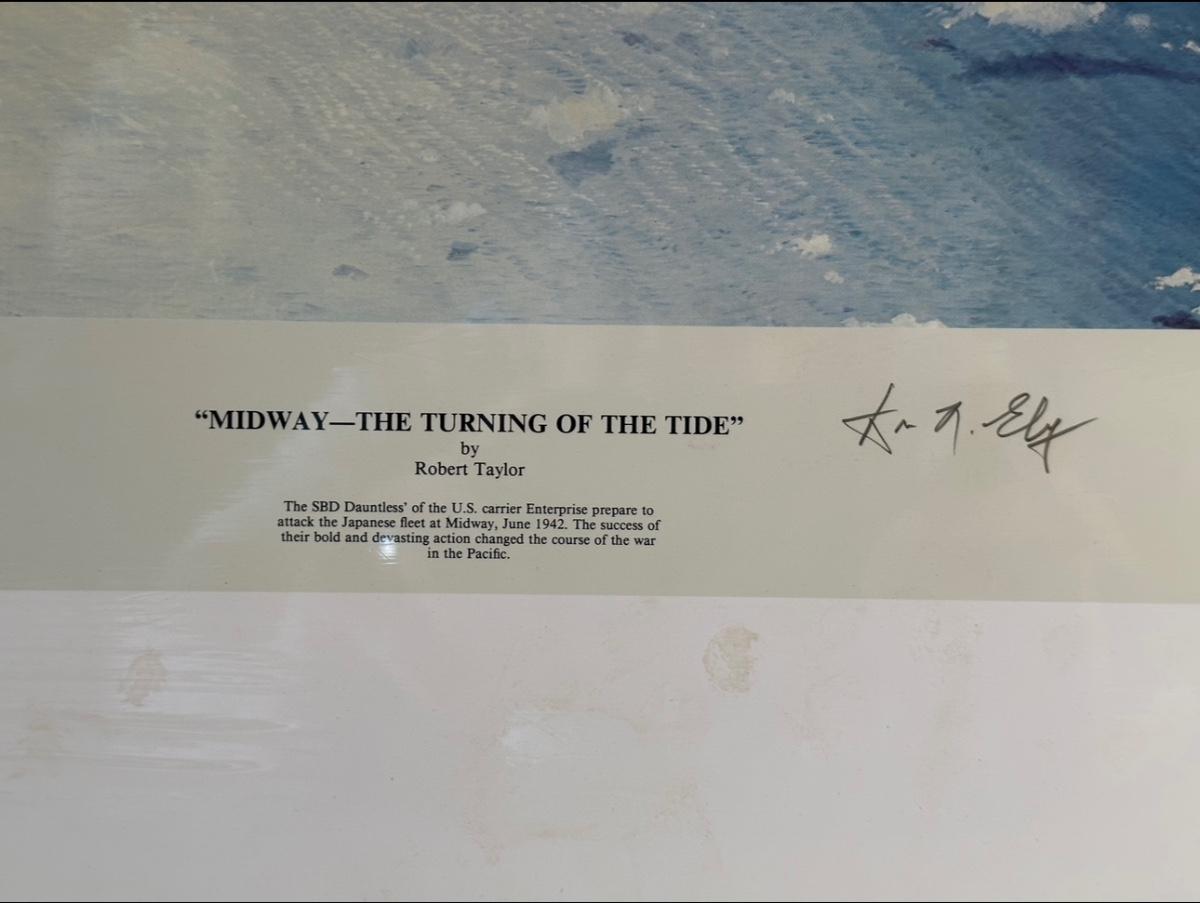 “MIDWAY—THE TURNING OF THE TIDE”
by
Robert Taylor
The SBD Dauntless’ of the U.S. carrier Enterprise prepare to
attack the Japanese fleet at Midway, June 1942. The success of
their bold and devasting action changed the course of the war
in the Pacific.